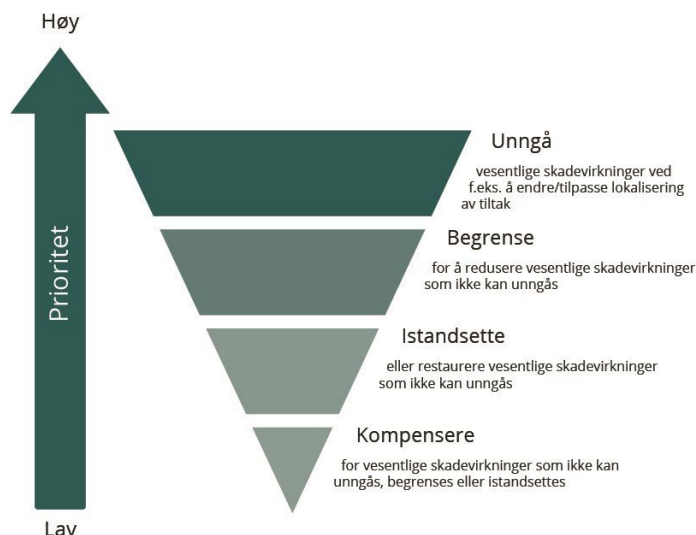 Høy
Prioritet
Unngå
vesentlige skadevirkninger ved
f.eks. å endre/tilpasse lokalisering
av tiltak
Begrense
for å redusere vesentlige skadevirkninger
som ikke kan unngås
Istandsette
eller restaurere vesentlige skadevirkninger
som ikke kan unngås
Kompensere
for vesentlige skadevirkninger som ikke kan
unngås, begrenses eller istandsettes
Lav